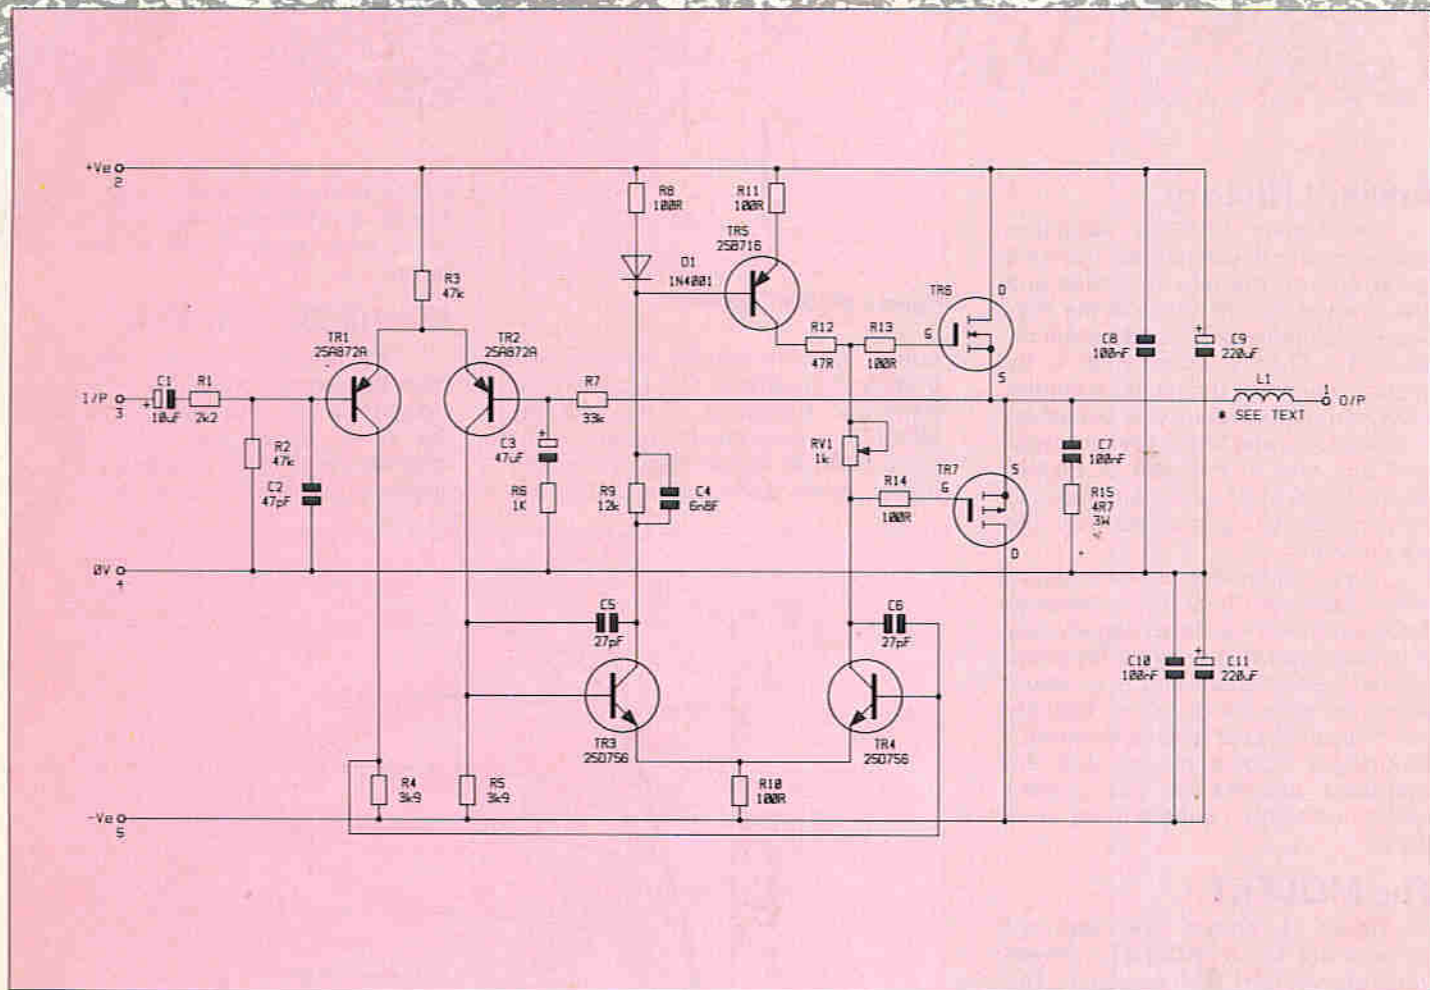 +Ve
2
R8
100R
R11
100R
TR5
2SB716
D1
1N4001
R3
47k
TR6
D
G
S
R12
47R
R13
100R
C8
100nF
+
C9
220uF
TR1
2SA872A
TR2
2SA872A
I/P
3
+
C1
10uF
R1
2k2
R7
33k
L1
* SEE TEXT
1
O/P
R2
47k
C2
47pF
+
C3
47uF
R6
1K
R9
12k
C4
6n8F
RV1
1k
R14
100R
TR7
G
S
D
C7
100nF
R15
4R7
3W
0V
4
C5
27pF
C6
27pF
C10
100nF
+
C11
220uF
TR3
2SD756
TR4
2SD756
R4
3k9
R5
3k9
R10
100R
-Ve
5